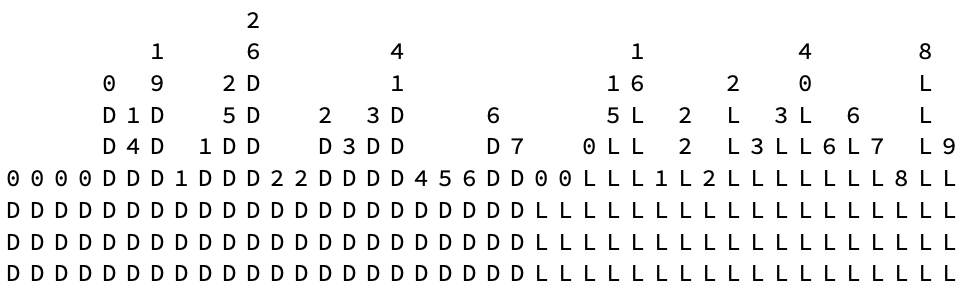 2
1 6 4 1 4 8
0 9 2 D 1 1 6 2 0 L
D 1 D 5 D 2 3 D 6 5 L 2 L 3 L 6 L
D 4 D 1 D D D 3 D D D 7 0 L L 2 L 3 L L 6 L 7 L 9
0 0 0 0 D D D 1 D D D 2 2 D D D D 4 5 6 D D 0 0 L L L 1 L 2 L L L L L L L 8 L L
D D D D D D D D D D D D D D D D D D D D D D L L L L L L L L L L L L L L L L L L
D D D D D D D D D D D D D D D D D D D D D D L L L L L L L L L L L L L L L L L L
D D D D D D D D D D D D D D D D D D D D D D L L L L L L L L L L L L L L L L L L